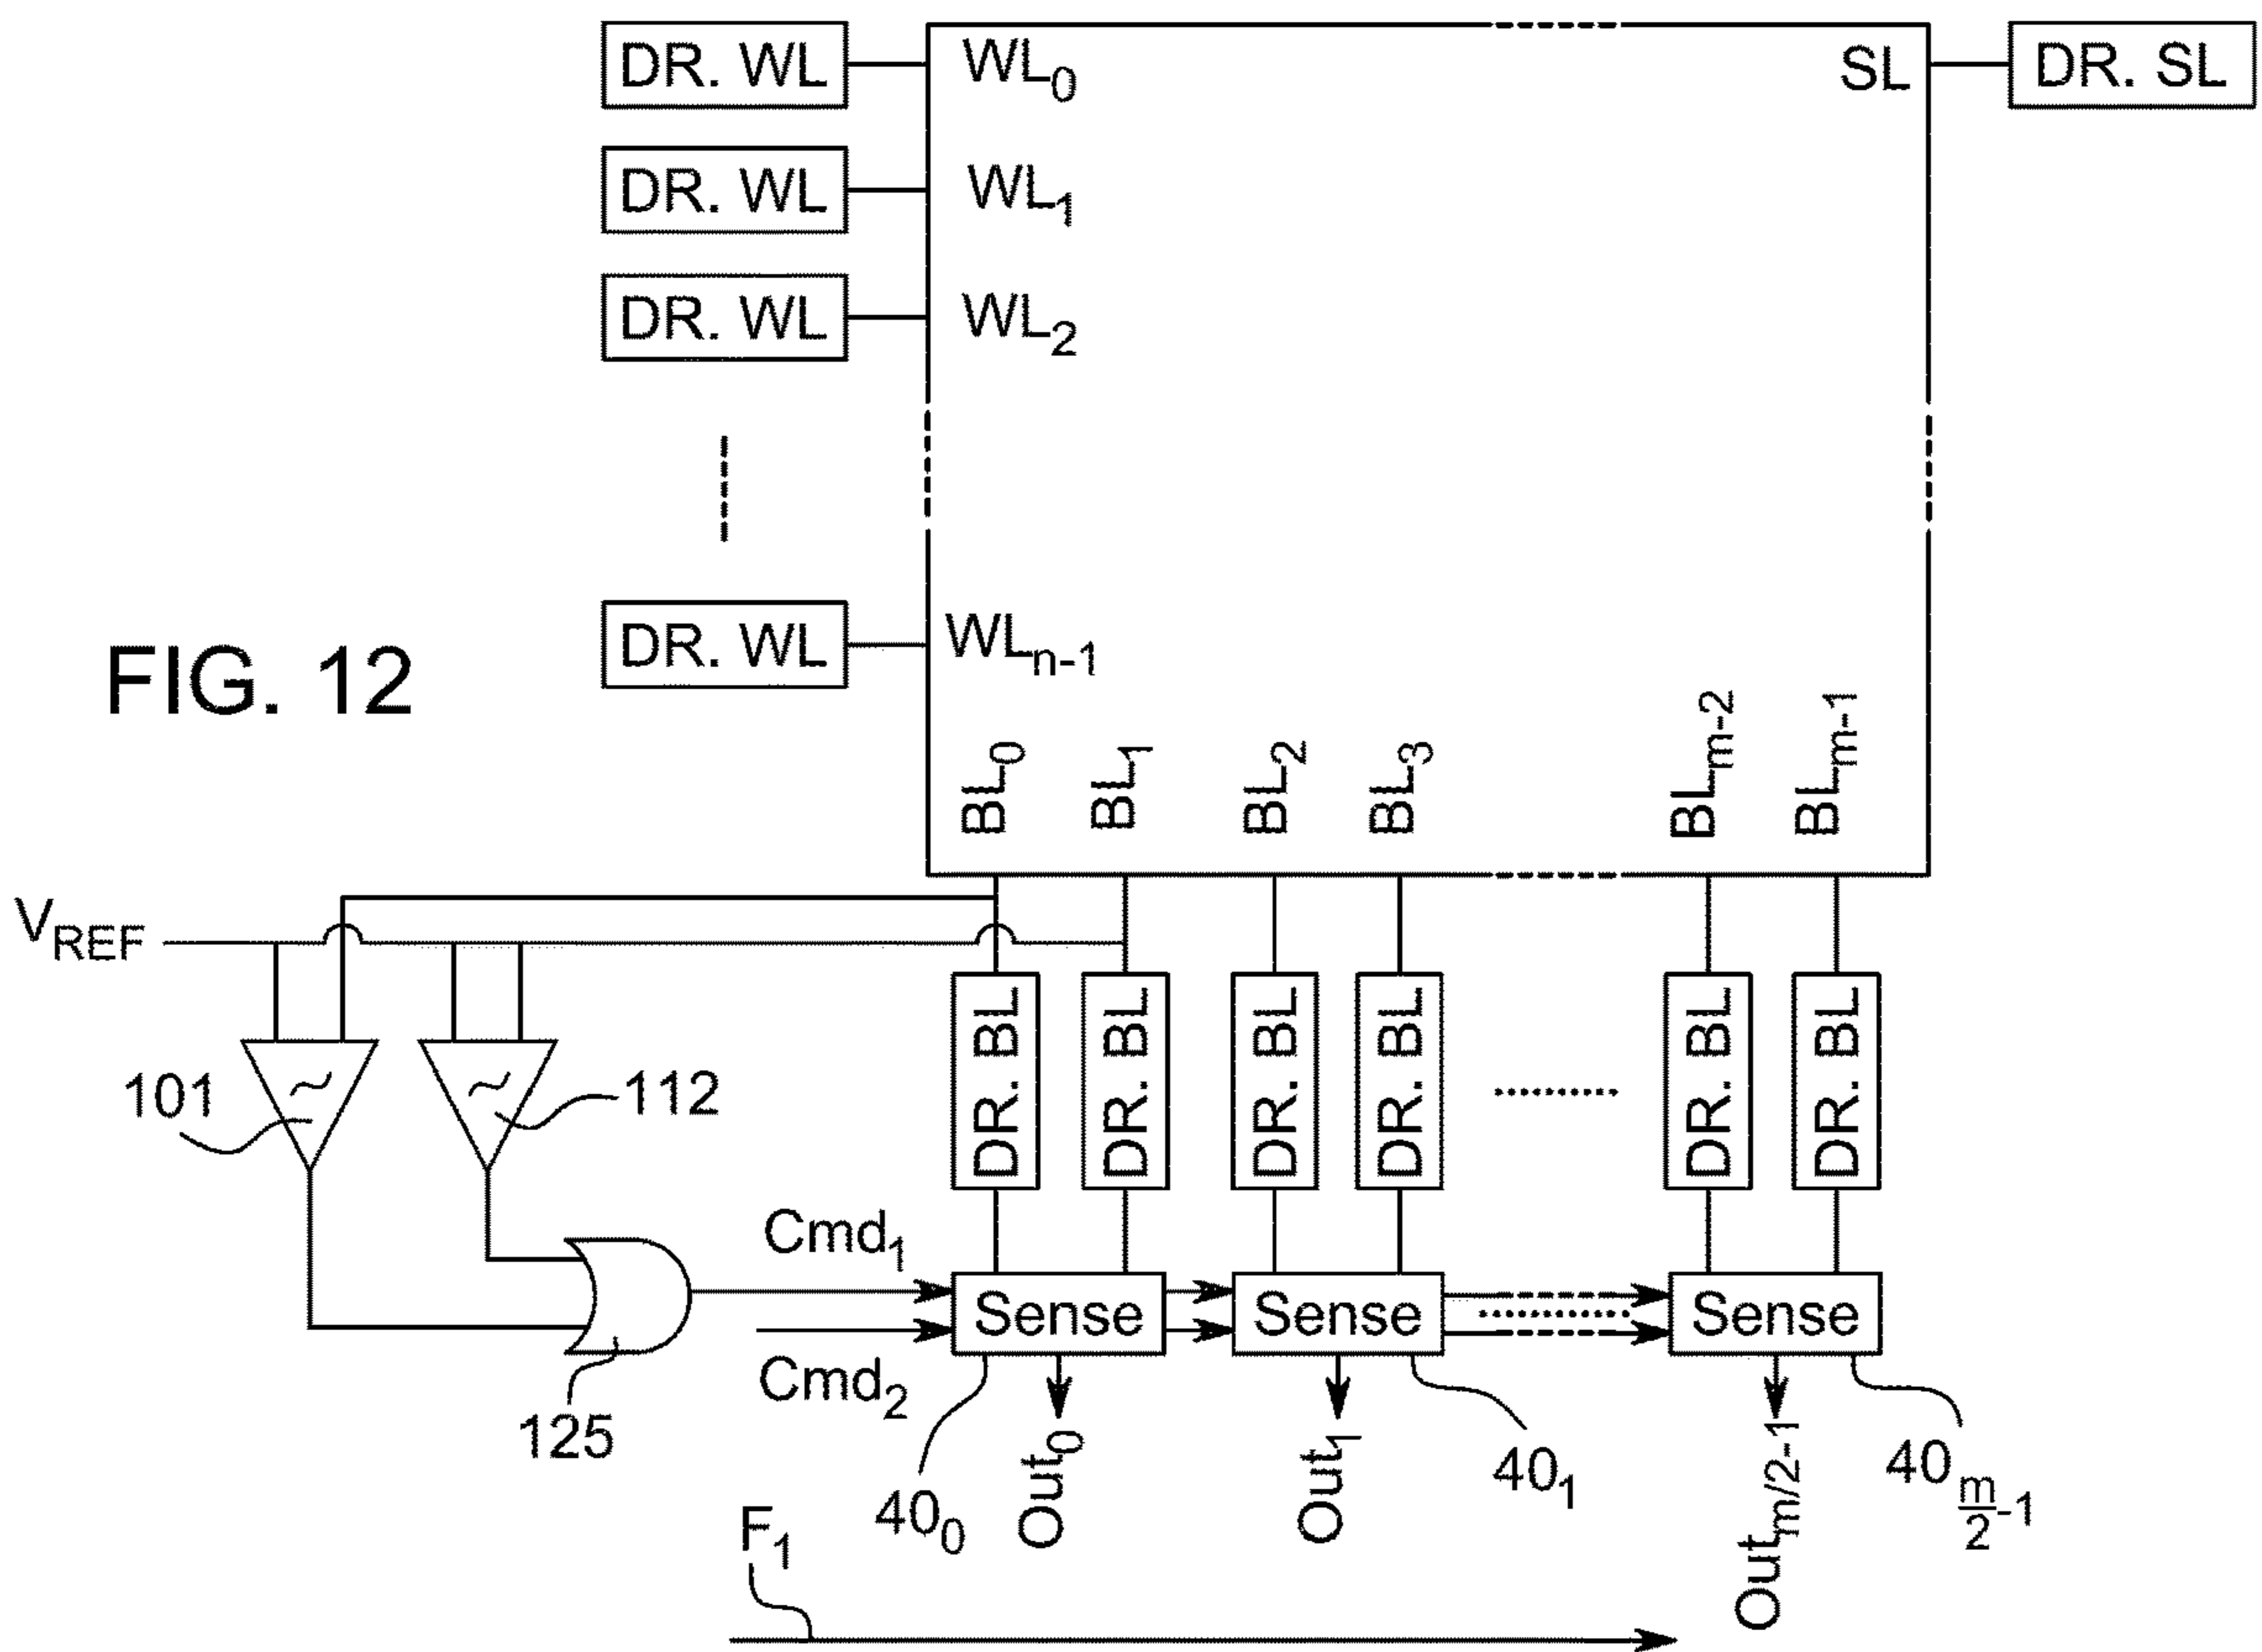 DR. WL
WL0
SL
DR. SL
DR. WL
WL1
DR. WL
WL2
DR. WL
WLn-1
FIG. 12
BL0
BL1
BL2
BL3
BLm-2
BLm-1
VREF
DR. BL
DR. BL
DR. BL
DR. BL
DR. BL
DR. BL
101
112
Cmd1
Sense
Sense
Sense
Cmd2
125
400
Out0
Out1
401
Outm/2-1
40m/2-1
F1